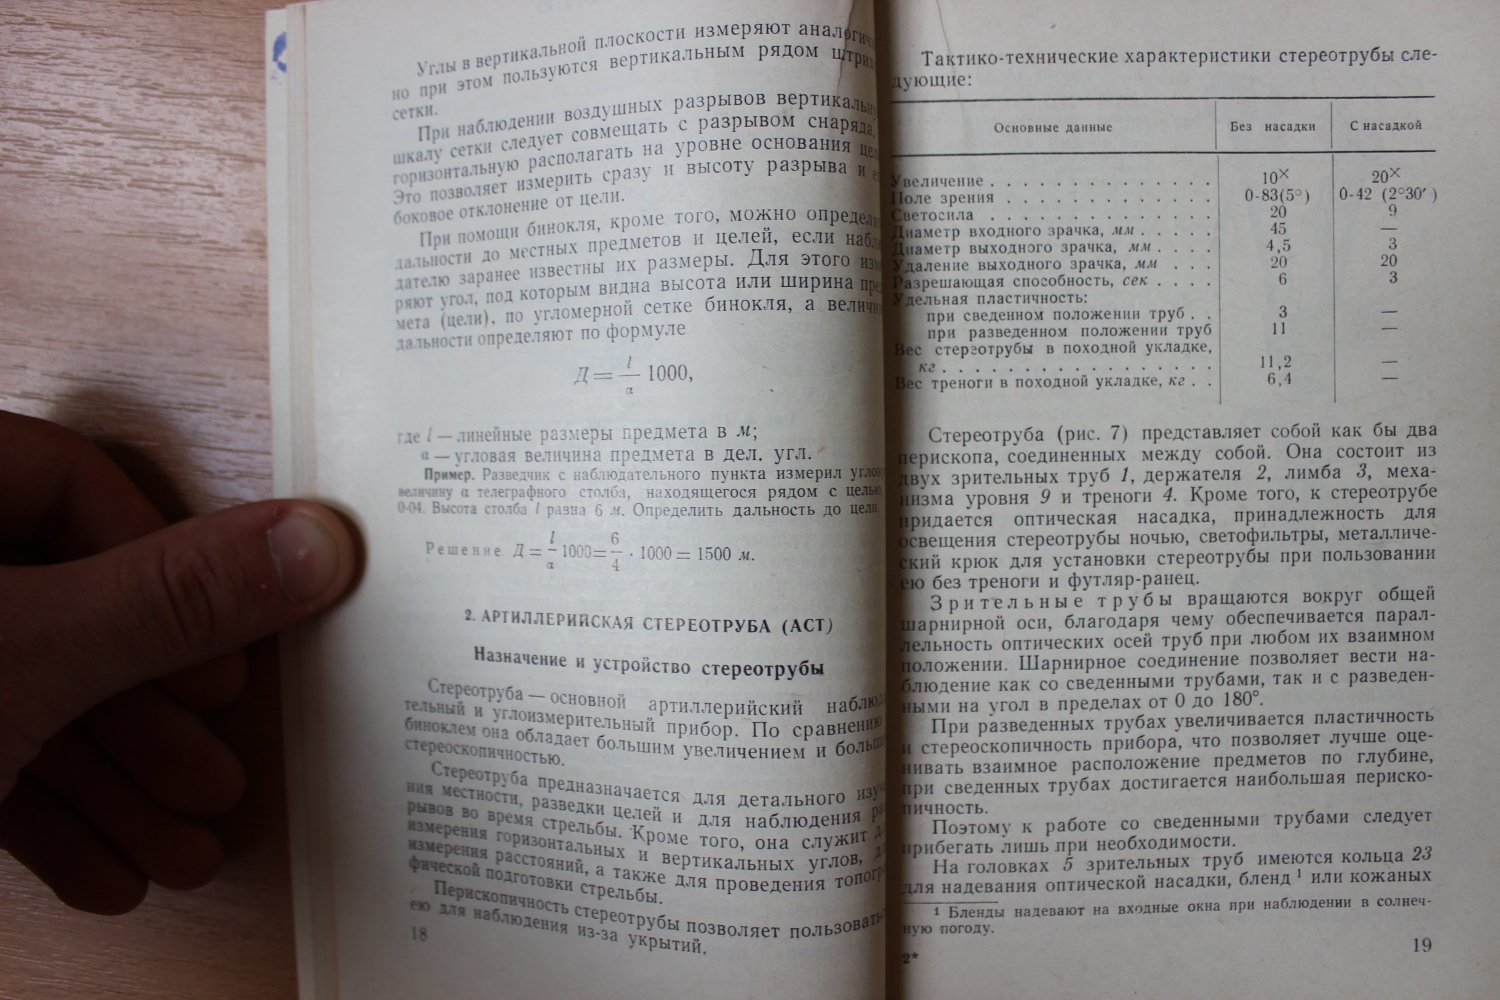 Углы в вертикальной плоскости измеряют
но при этом пользуются вертикальным рядом
сетки.
При наблюдении воздушных разрывов
шкалу сетки следует совмещать с разрывом снаряда,
горизонтальную располагать на уровне основания
Это позволяет измерить сразу и высоту разрыва и
боковое отклонение от цели.
При помощи бинокля, кроме того, можно
дальности до местных предметов и целей, если
дателю заранее известны их размеры. Для этого
ряют угол, под которым видна высота или ширина
мета (цели), по угломерной сетке бинокля, а
дальности определяют по формуле
Д = l/α 1000,
где l — линейные размеры предмета в м;
α — угловая величина предмета в дел. угл.
Пример. Разведчик с наблюдательного пункта измерил
величину α телеграфного столба, находящегося рядом с целью
0-04. Высота столба l равна 6 м. Определить дальность до цели.
Решение. Д = l/α 1000 = 6/4 · 1000 = 1500 м.
2. АРТИЛЛЕРИЙСКАЯ СТЕРЕОТРУБА (АСТ)
Назначение и устройство стереотрубы
Стереотруба — основной артиллерийский
тельный и углоизмерительный прибор. По сравнению
биноклем она обладает большим увеличением и
стереоскопичностью.
Стереотруба предназначается для детального
ния местности, разведки целей и для наблюдения
рывов во время стрельбы. Кроме того, она служит
измерения горизонтальных и вертикальных углов,
измерения расстояний, а также для проведения
фической подготовки стрельбы.
Перископичность стереотрубы позволяет
ею для наблюдения из-за укрытий,
18
Тактико-технические характеристики стереотрубы сле-
дующие:
Основные данные Без насадки С насадкой
Увеличение . . . . . . . . . . . . . . 10× 20×
Поле зрения . . . . . . . . . . . . . 0-83(5°) 0-42 (2°30′)
Светосила . . . . . . . . . . . . . . 20 9
Диаметр входного зрачка, мм . . . . . 45 —
Диаметр выходного зрачка, мм . . . . 4,5 3
Удаление выходного зрачка, мм . . . 20 20
Разрешающая способность, сек . . . . 6 3
Удельная пластичность:
при сведенном положении труб . . 3 —
при разведенном положении труб 11 —
Вес стереотрубы в походной укладке,
кг . . . . . . . . . . . . . . . . . 11,2 —
Вес треноги в походной укладке, кг . . 6,4 —
Стереотруба (рис. 7) представляет собой как бы два
перископа, соединенных между собой. Она состоит из
двух зрительных труб 1, держателя 2, лимба 3, меха-
низма уровня 9 и треноги 4. Кроме того, к стереотрубе
придается оптическая насадка, принадлежность для
освещения стереотрубы ночью, светофильтры, металличе-
ский крюк для установки стереотрубы при пользовании
ею без треноги и футляр-ранец.
Зрительные трубы вращаются вокруг общей
шарнирной оси, благодаря чему обеспечивается парал-
лельность оптических осей труб при любом их взаимном
положении. Шарнирное соединение позволяет вести на-
блюдение как со сведенными трубами, так и с разведен-
ными на угол в пределах от 0 до 180°.
При разведенных трубах увеличивается пластичность
и стереоскопичность прибора, что позволяет лучше оце-
нивать взаимное расположение предметов по глубине,
при сведенных трубах достигается наибольшая периско-
пичность.
Поэтому к работе со сведенными трубами следует
прибегать лишь при необходимости.
На головках 5 зрительных труб имеются кольца 23
для надевания оптической насадки, бленд ¹ или кожаных
¹ Бленды надевают на входные окна при наблюдении в солнеч-
ную погоду.
2*
19